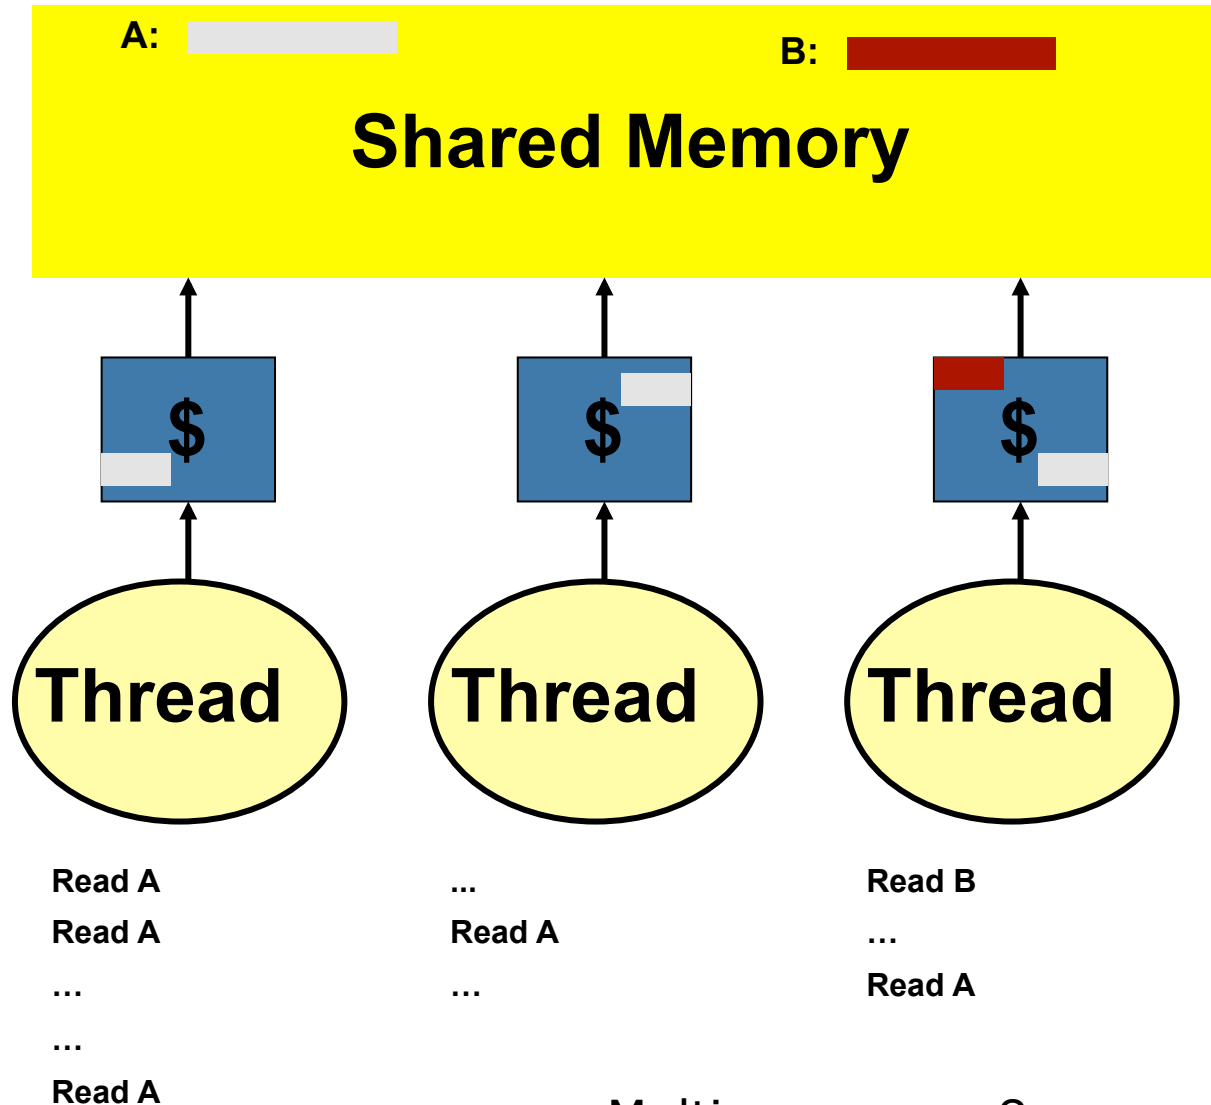 A:
B:
Shared Memory
$ $ $
Thread Thread Thread
Read A ... Read B
Read A Read A …
… … Read A
…
Read A